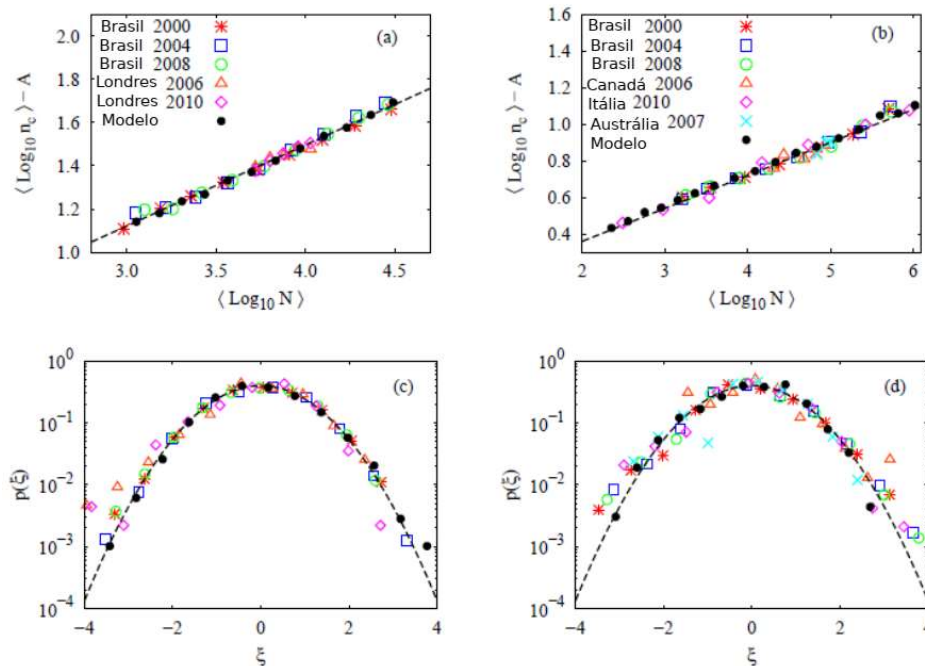 (a)
Brasil 2000
Brasil 2004
Brasil 2008
Londres 2006
Londres 2010
Modelo
⟨ Log10 nc ⟩ − A
2.0
1.8
1.6
1.4
1.2
1.0
3.0 3.5 4.0 4.5
⟨ Log10 N ⟩
(b)
Brasil 2000
Brasil 2004
Brasil 2008
Canadá 2006
Itália 2010
Austrália 2007
Modelo
⟨ Log10 nc ⟩ − A
1.6
1.4
1.2
1.0
0.8
0.6
0.4
2 3 4 5 6
⟨ Log10 N ⟩
(c)
p(ξ)
10^0
10^−1
10^−2
10^−3
10^−4
−4 −2 0 2 4
ξ
(d)
p(ξ)
10^0
10^−1
10^−2
10^−3
10^−4
−4 −2 0 2 4
ξ